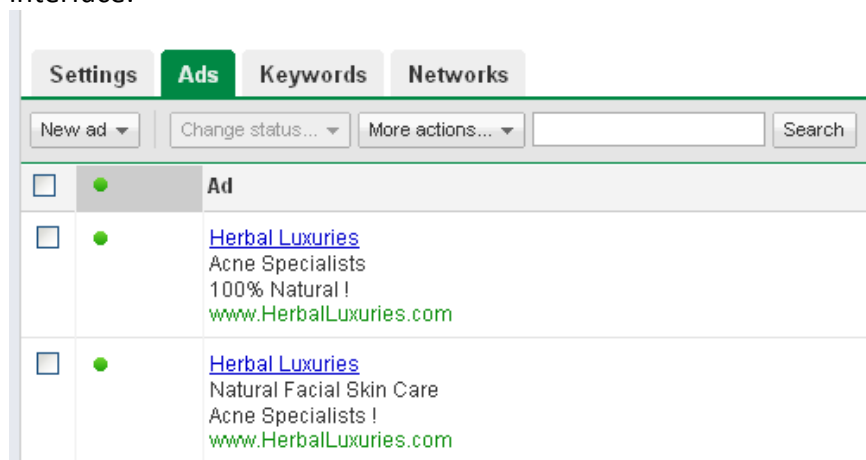 interface.
Settings Ads Keywords Networks
New ad Change status... More actions... Search
Ad
Herbal Luxuries
Acne Specialists
100% Natural !
www.HerbalLuxuries.com
Herbal Luxuries
Natural Facial Skin Care
Acne Specialists !
www.HerbalLuxuries.com